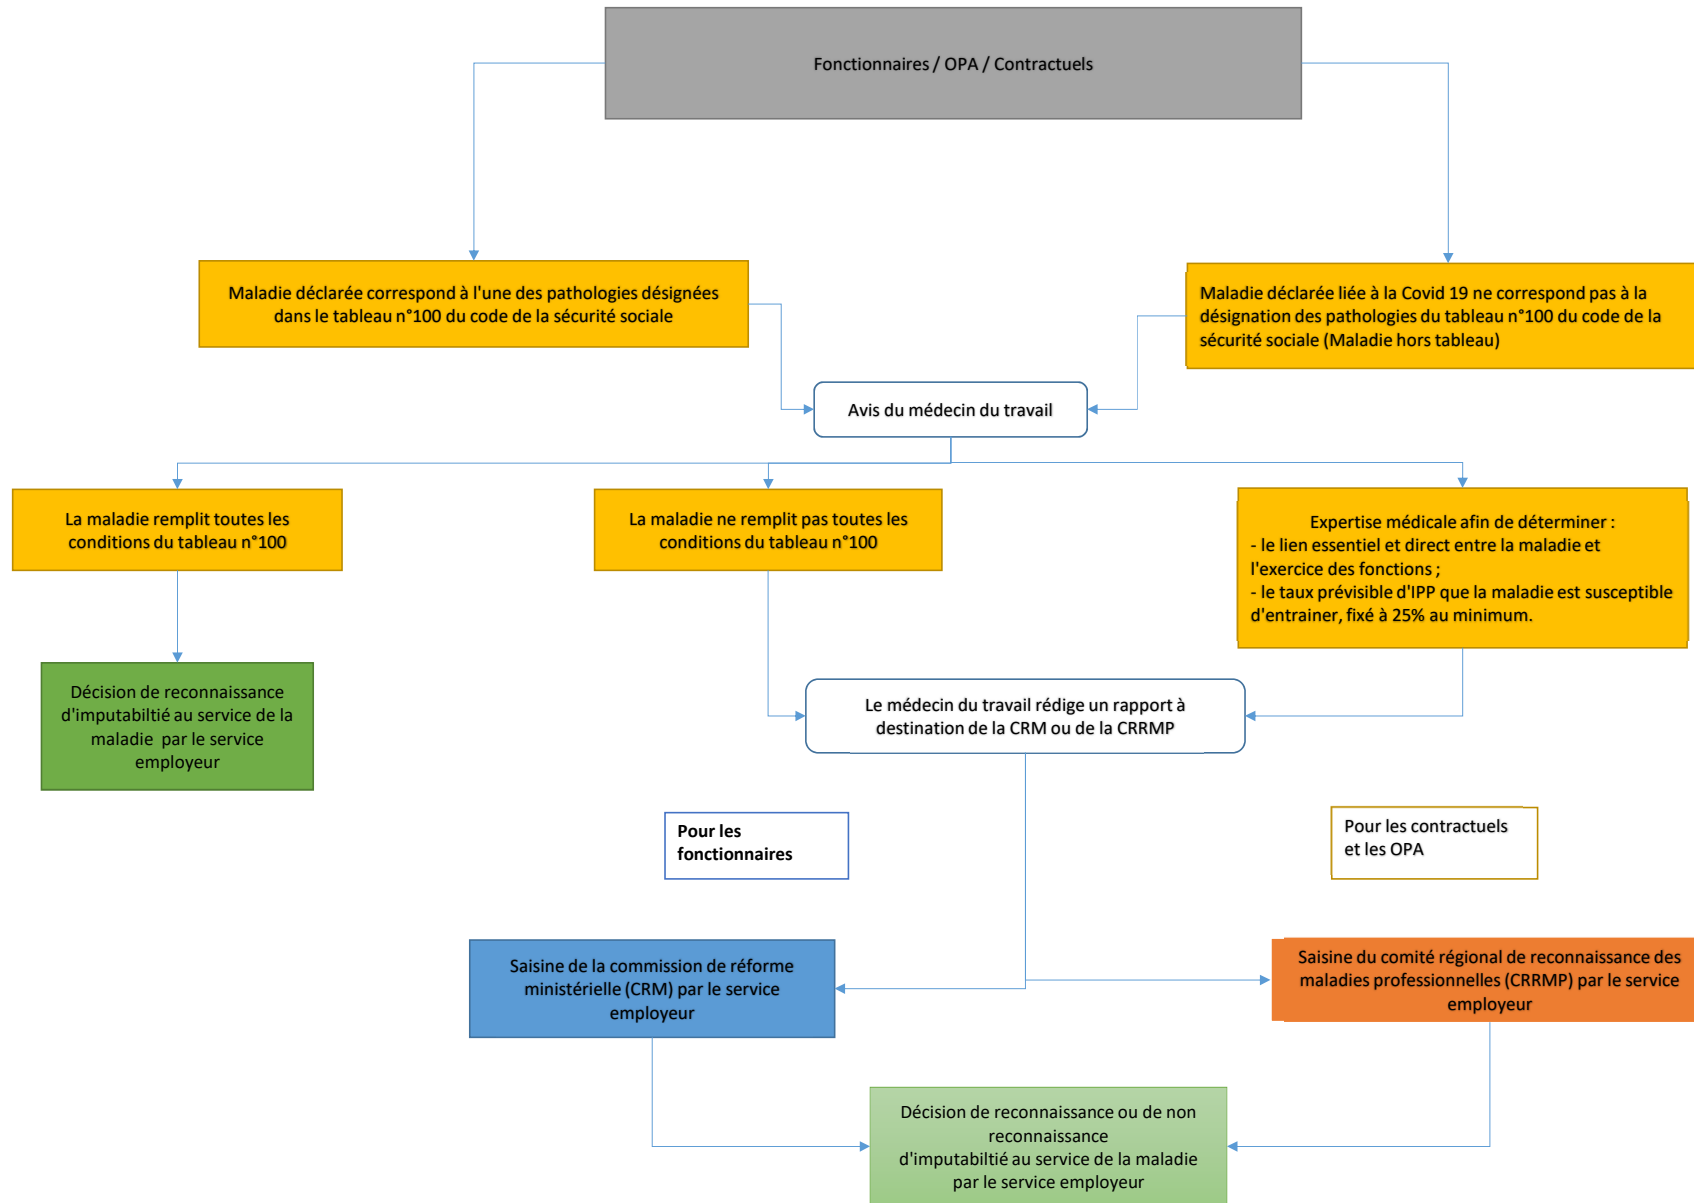 Fonctionnaires / OPA / Contractuels
Maladie déclarée correspond à l'une des pathologies désignées
dans le tableau n°100 du code de la sécurité sociale
Maladie déclarée liée à la Covid 19 ne correspond pas à la
désignation des pathologies du tableau n°100 du code de la
sécurité sociale (Maladie hors tableau)
Avis du médecin du travail
La maladie remplit toutes les
conditions du tableau n°100
La maladie ne remplit pas toutes les
conditions du tableau n°100
Expertise médicale afin de déterminer :
- le lien essentiel et direct entre la maladie et
l'exercice des fonctions ;
- le taux prévisible d'IPP que la maladie est susceptible
d'entrainer, fixé à 25% au minimum.
Décision de reconnaissance
d'imputabiltié au service de la
maladie par le service
employeur
Le médecin du travail rédige un rapport à
destination de la CRM ou de la CRRMP
Pour les
fonctionnaires
Pour les contractuels
et les OPA
Saisine de la commission de réforme
ministérielle (CRM) par le service
employeur
Saisine du comité régional de reconnaissance des
maladies professionnelles (CRRMP) par le service
employeur
Décision de reconnaissance ou de non
reconnaissance
d'imputabiltié au service de la maladie
par le service employeur